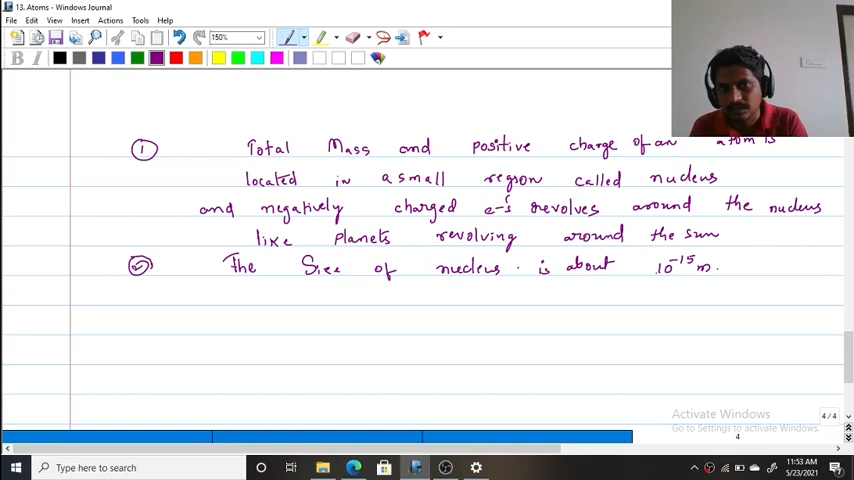 13. Atoms - Windows Journal
File Edit View Insert Actions Tools Help
150%
B I
① Total Mass and positive charge of an atom is
located in a small region called nucleus
and negatively charged e-'s revolves around the nucleus
like planets revolving around the sun
② The Size of nucleus . is about 10⁻¹⁵ m.
Activate Windows
Go to Settings to activate Windows.
4/4
4
Type here to search
11:53 AM
5/23/2021